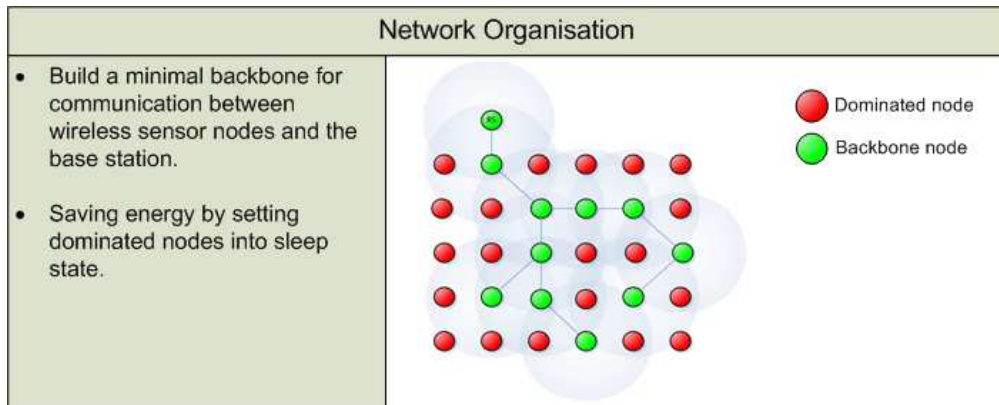 Network Organisation
• Build a minimal backbone for
communication between
wireless sensor nodes and the
base station.
• Saving energy by setting
dominated nodes into sleep
state.
BS
Dominated node
Backbone node